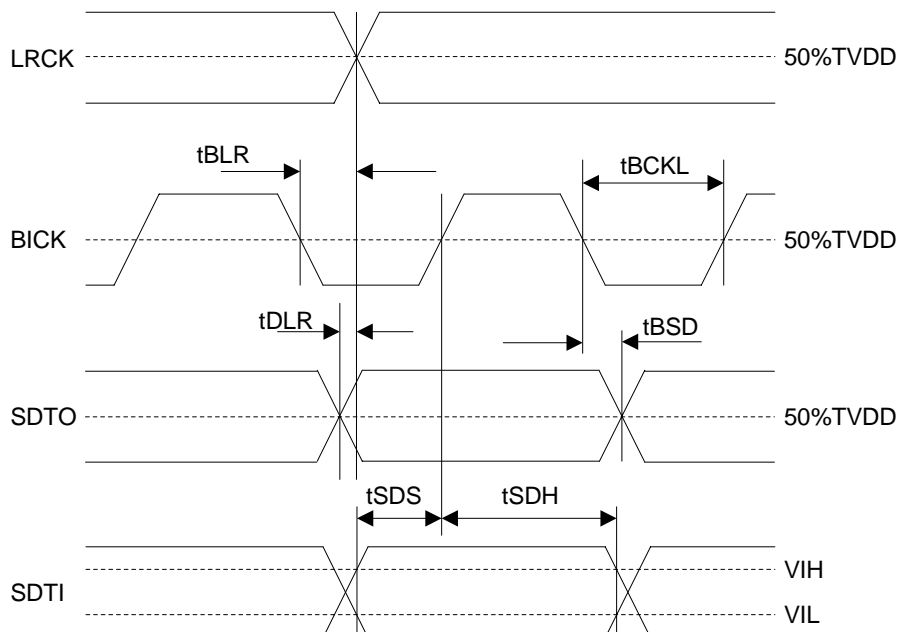 LRCK 50%TVDD
tBLR tBCKL
BICK 50%TVDD
tDLR tBSD
SDTO 50%TVDD
tSDS tSDH
VIH
SDTI
VIL